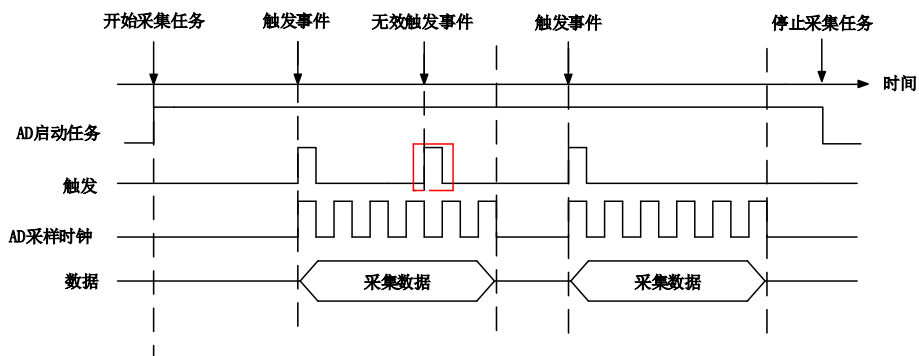 开始采集任务
触发事件
无效触发事件
触发事件
停止采集任务
时间
AD启动任务
触发
AD采样时钟
数据
采集数据
采集数据